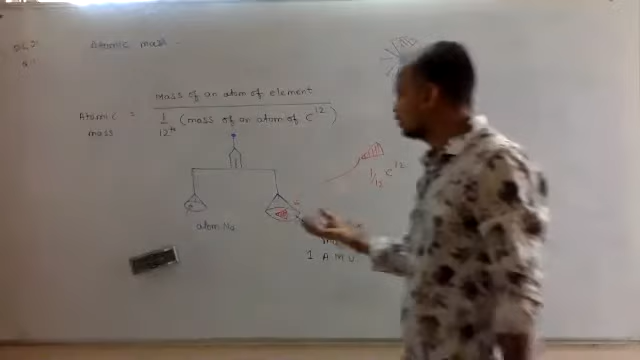 Atomic mass.
Mass of an atom of element
Atomic mass =
1/12th (mass of an atom of C12)
1/12 C12
atom Na
1 A.M.U.